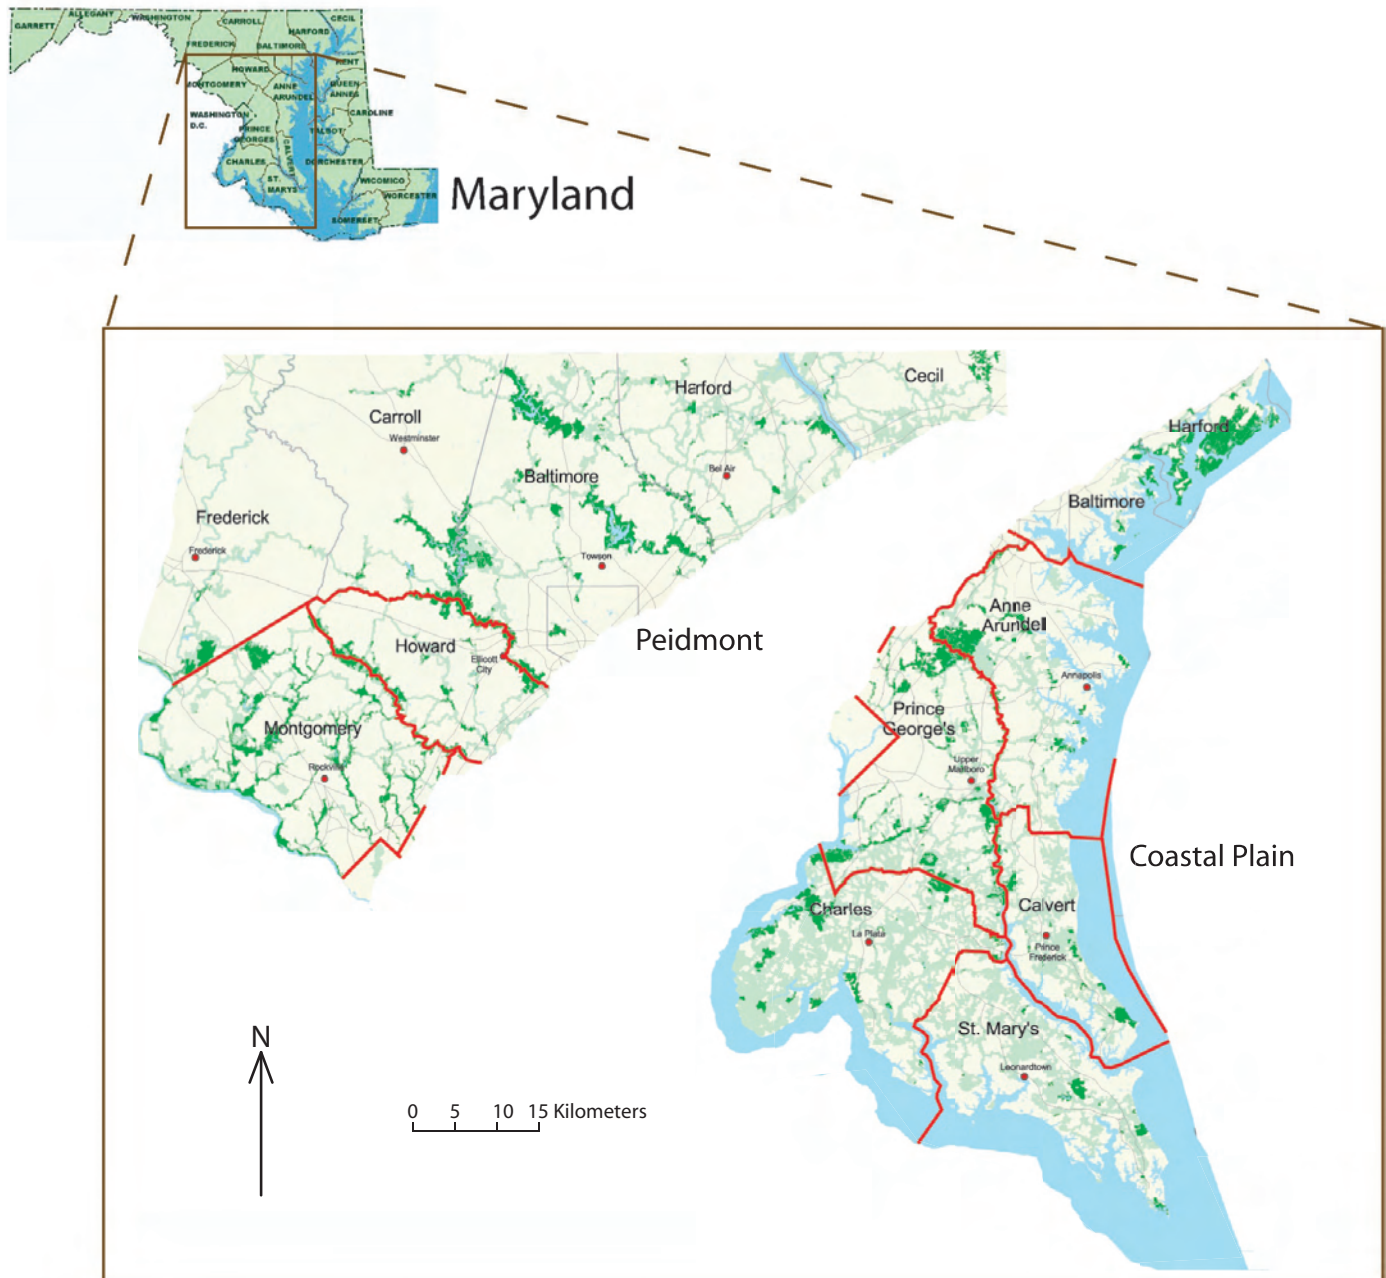 GARRETT
ALLEGANY
WASHINGTON
CARROLL
CECIL
HARFORD
FREDERICK
BALTIMORE
HOWARD
KENT
MONTGOMERY
ANNE
ARUNDEL
QUEEN
ANNES
WASHINGTON
D.C.
CAROLINE
PRINCE
GEORGES
TALBOT
CALVERT
CHARLES
DORCHESTER
ST.
MARYS
WICOMICO
WORCESTER
SOMERSET
Maryland
Harford
Cecil
Carroll
Westminster
Baltimore
Bel Air
Frederick
Frederick
Towson
Howard
Ellicott
City
Peidmont
Montgomery
Rockville
Harford
Baltimore
Anne
Arundel
Annapolis
Prince
George's
Upper
Marlboro
Coastal Plain
Charles
La Plata
Calvert
Prince
Frederick
St. Mary's
Leonardtown
N
0 5 10 15 Kilometers